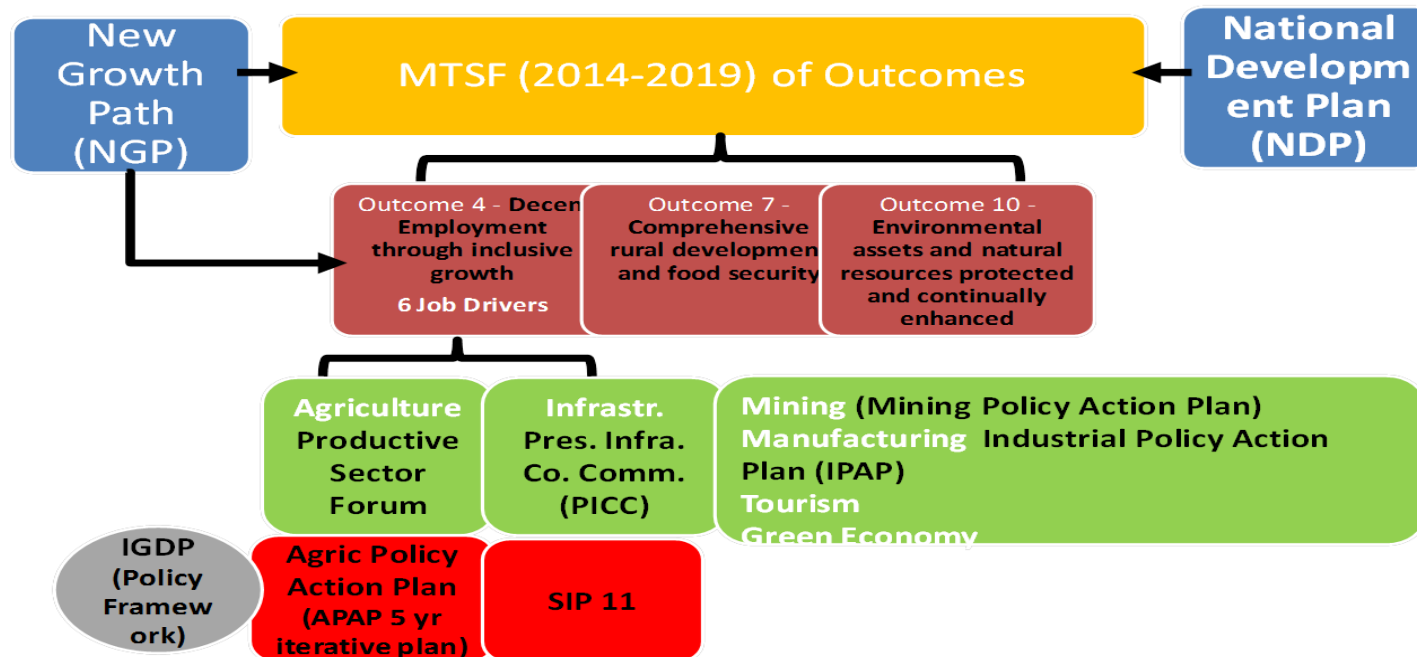 New
Growth
Path
(NGP)
MTSF (2014-2019) of Outcomes
National
Developm
ent Plan
(NDP)
Outcome 4 - Decen
Employment
through inclusive
growth
6 Job Drivers
Outcome 7 -
Comprehensive
rural developmen
and food security
Outcome 10 -
Environmental
assets and natural
resources protected
and continually
enhanced
Agriculture
Productive
Sector
Forum
Infrastr.
Pres. Infra.
Co. Comm.
(PICC)
Mining (Mining Policy Action Plan)
Manufacturing Industrial Policy Action
Plan (IPAP)
Tourism
Green Economy
IGDP
(Policy
Framew
ork)
Agric Policy
Action Plan
(APAP 5 yr
iterative plan)
SIP 11